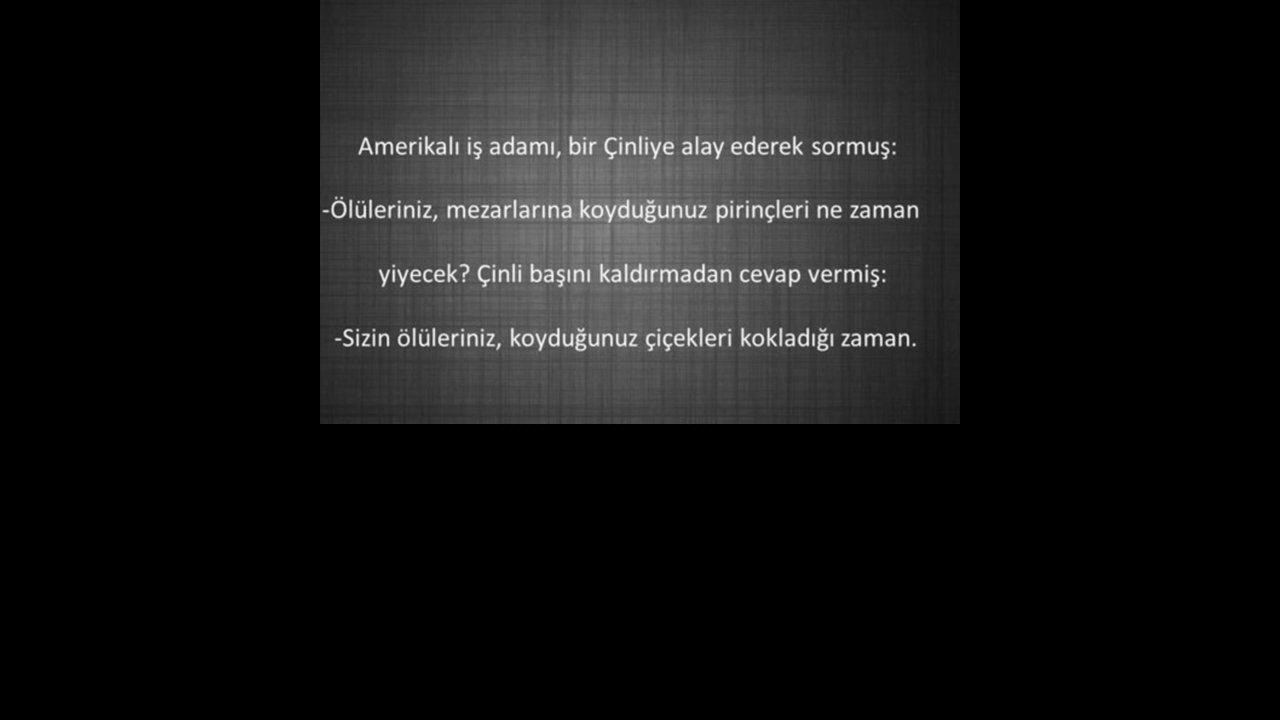 Amerikalı iş adamı, bir Çinliye alay ederek sormuş:
-Ölüleriniz, mezarlarına koyduğunuz pirinçleri ne zaman
yiyecek? Çinli başını kaldırmadan cevap vermiş:
-Sizin ölüleriniz, koyduğunuz çiçekleri kokladığı zaman.